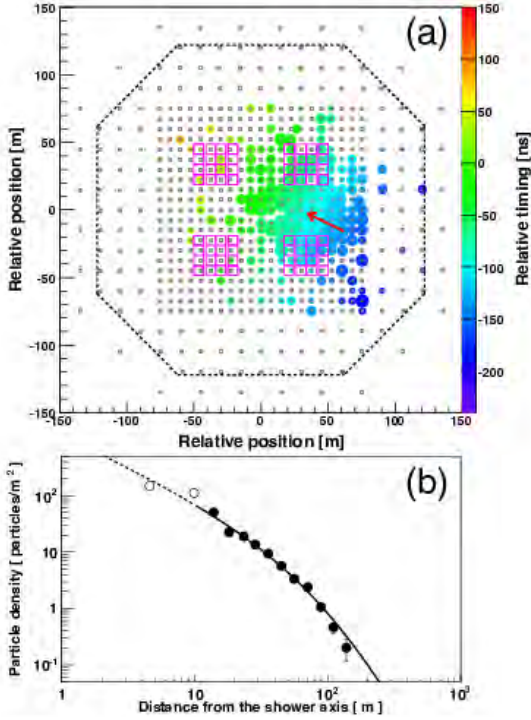 (a)
150
100
50
0
-50
-100
-150
-150 -100 -50 0 50 100 150
Relative position [m]
Relative position [m]
150
100
50
0
-50
-100
-150
-200
Relative timing [ns]
(b)
10²
10
1
10⁻¹
1 10 10² 10³
Particle density [ particles/m² ]
Distance from the shower axis [ m ]